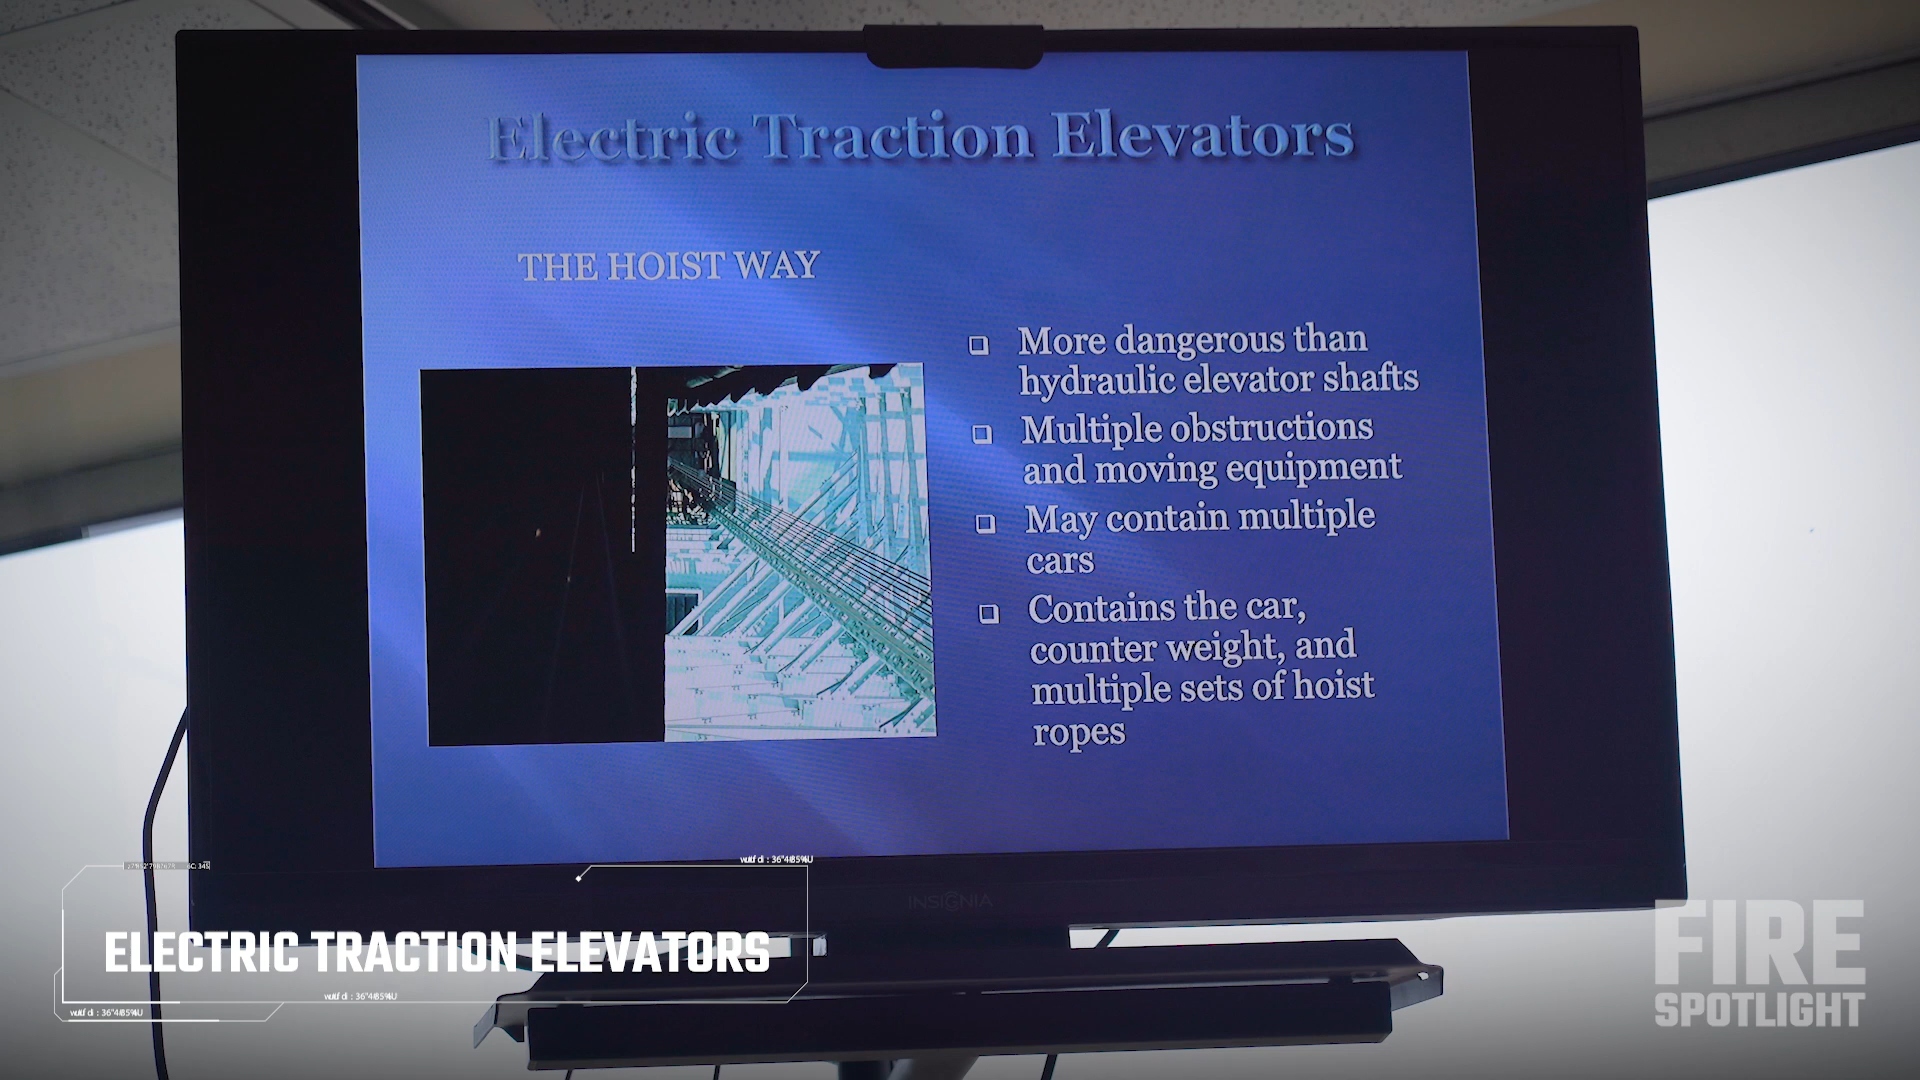 Electric Traction Elevators
THE HOIST WAY
❑ More dangerous than
hydraulic elevator shafts
❑ Multiple obstructions
and moving equipment
❑ May contain multiple
cars
❑ Contains the car,
counter weight, and
multiple sets of hoist
ropes
INSIGNIA
ELECTRIC TRACTION ELEVATORS
FIRE
SPOTLIGHT